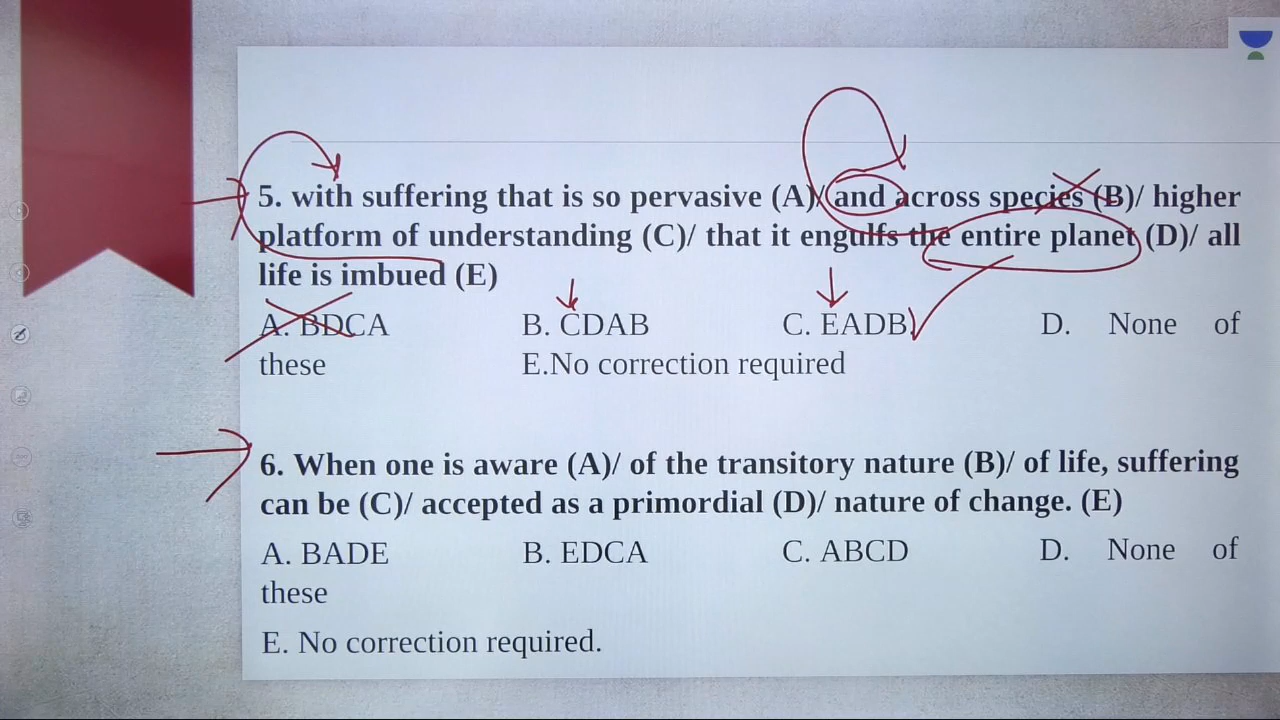 5. with suffering that is so pervasive (A)/ and across species (B)/ higher
platform of understanding (C)/ that it engulfs the entire planet (D)/ all
life is imbued (E)
A. BDCA B. CDAB C. EADB. D. None of
these E.No correction required
6. When one is aware (A)/ of the transitory nature (B)/ of life, suffering
can be (C)/ accepted as a primordial (D)/ nature of change. (E)
A. BADE B. EDCA C. ABCD D. None of
these
E. No correction required.